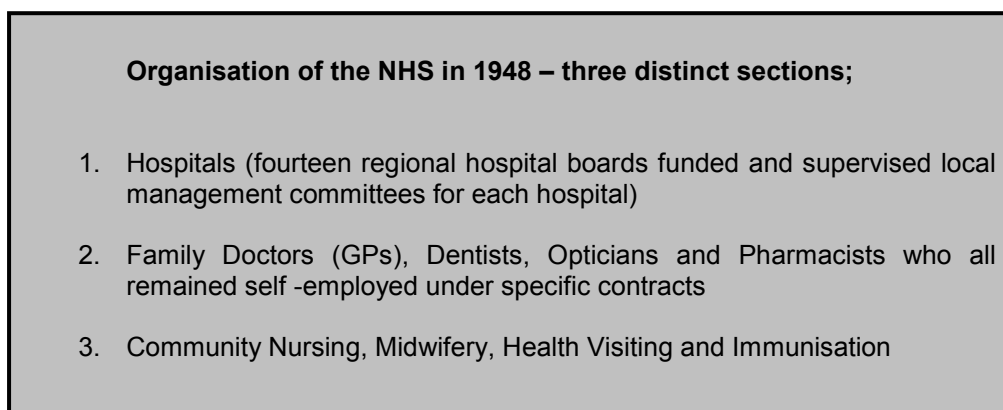 Organisation of the NHS in 1948 – three distinct sections;
1. Hospitals (fourteen regional hospital boards funded and supervised local
management committees for each hospital)
2. Family Doctors (GPs), Dentists, Opticians and Pharmacists who all
remained self -employed under specific contracts
3. Community Nursing, Midwifery, Health Visiting and Immunisation